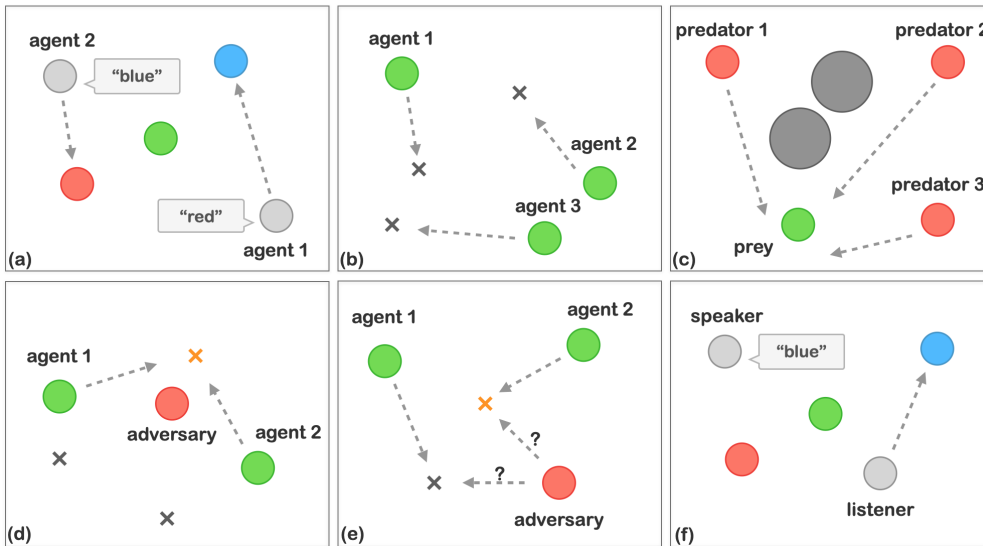 agent 2
“blue”
“red”
agent 1
(a)
agent 1
agent 2
agent 3
(b)
predator 1
predator 2
predator 3
prey
(c)
agent 1
adversary
agent 2
(d)
agent 1
agent 2
?
?
adversary
(e)
speaker
“blue”
listener
(f)